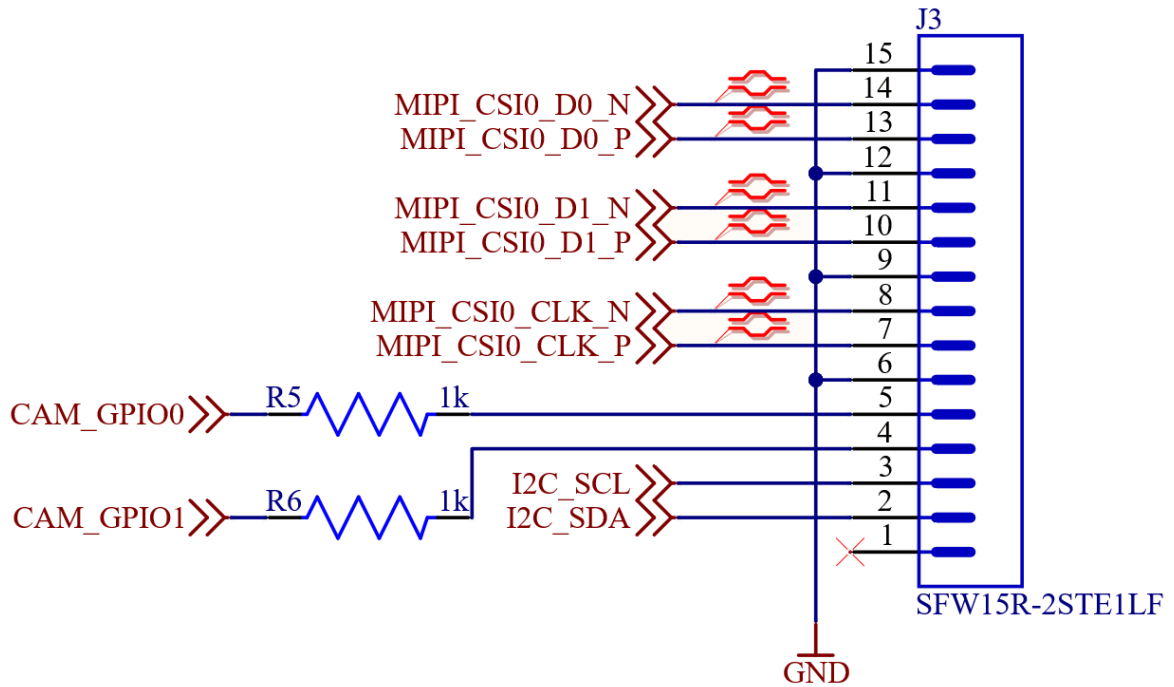 J3
15
MIPI_CSI0_D0_N 14
MIPI_CSI0_D0_P 13
12
MIPI_CSI0_D1_N 11
MIPI_CSI0_D1_P 10
9
MIPI_CSI0_CLK_N 8
MIPI_CSI0_CLK_P 7
6
CAM_GPIO0 R5 1k 5
4
I2C_SCL 3
CAM_GPIO1 R6 1k I2C_SDA 2
1
SFW15R-2STE1LF
GND